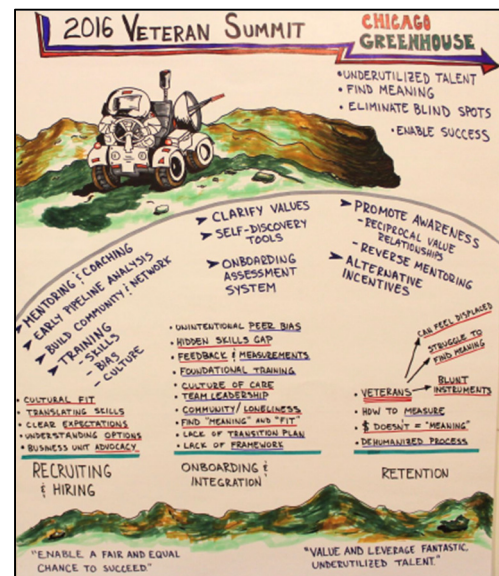 2016 VETERAN SUMMIT
CHICAGO
GREENHOUSE
• UNDERUTILIZED TALENT
• FIND MEANING
• ELIMINATE BLIND SPOTS
• ENABLE SUCCESS
➤ MENTORING & COACHING
➤ EARLY PIPELINE ANALYSIS
➤ BUILD COMMUNITY & NETWORK
➤ TRAINING
- SKILLS
- BIAS
- CULTURE
➤ CLARIFY VALUES
➤ SELF-DISCOVERY
TOOLS
➤ ONBOARDING
ASSESSMENT
SYSTEM
➤ PROMOTE AWARENESS
- RECIPROCAL VALUE
RELATIONSHIPS
- REVERSE MENTORING
➤ ALTERNATIVE
INCENTIVES
• CULTURAL FIT
• TRANSLATING SKILLS
• CLEAR EXPECTATIONS
• UNDERSTANDING OPTIONS
• BUSINESS UNIT ADVOCACY
RECRUITING
& HIRING
• UNINTENTIONAL PEER BIAS
• HIDDEN SKILLS GAP
• FEEDBACK & MEASUREMENTS
• FOUNDATIONAL TRAINING
• CULTURE OF CARE
• TEAM LEADERSHIP
• COMMUNITY/LONELINESS
• FIND "MEANING" AND "FIT"
• LACK OF TRANSITION PLAN
• LACK OF FRAMEWORK
ONBOARDING &
INTEGRATION
CAN FEEL DISPLACED
STRUGGLE TO
FIND MEANING
BLUNT
INSTRUMENTS
• VETERANS
• HOW TO MEASURE
• $ DOESN'T = "MEANING"
• DEHUMANIZED PROCESS
RETENTION
"ENABLE A FAIR AND EQUAL
CHANCE TO SUCCEED."
"VALUE AND LEVERAGE FANTASTIC,
UNDERUTILIZED TALENT."